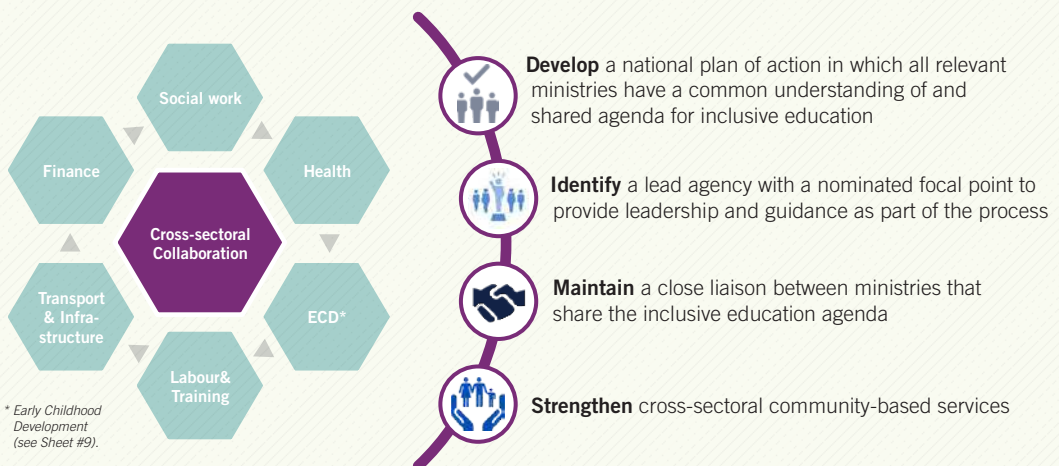 Social work
Finance
Health
Cross-sectoral
Collaboration
Transport
& Infra-
structure
ECD*
Labour&
Training
* Early Childhood
Development
(see Sheet #9).
Develop a national plan of action in which all relevant
ministries have a common understanding of and
shared agenda for inclusive education
Identify a lead agency with a nominated focal point to
provide leadership and guidance as part of the process
Maintain a close liaison between ministries that
share the inclusive education agenda
Strengthen cross-sectoral community-based services